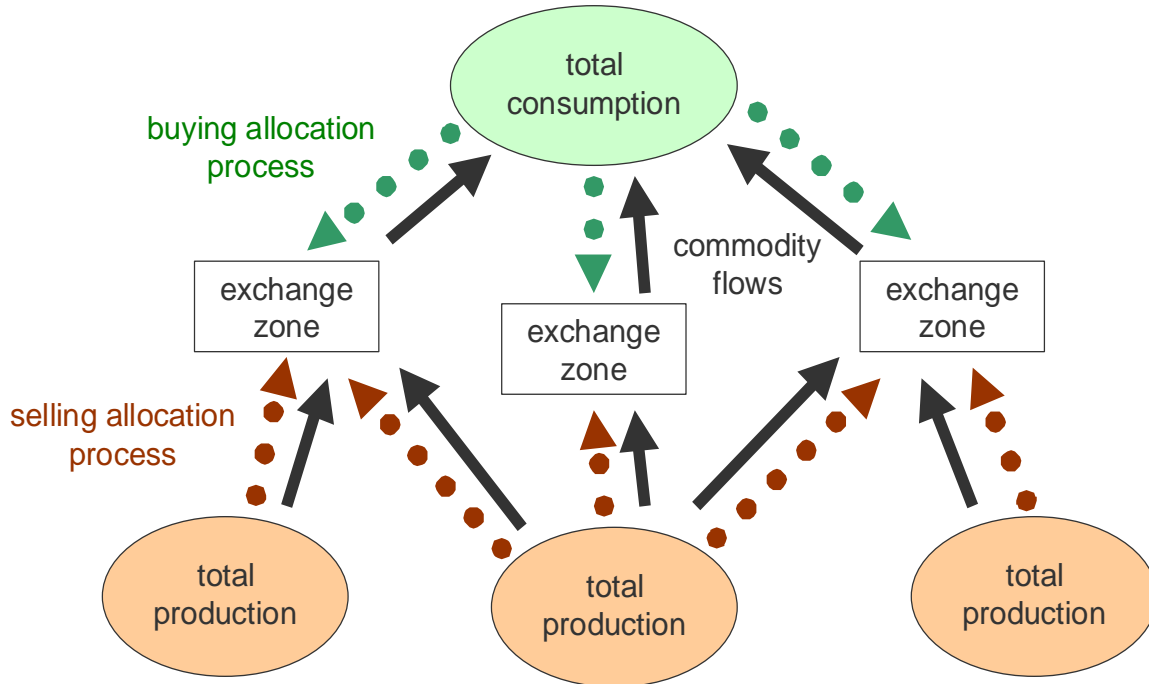 total
consumption
buying allocation
process
commodity
flows
exchange
zone
exchange
zone
exchange
zone
selling allocation
process
total
production
total
production
total
production